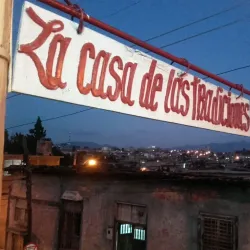 La casa de las Tradiciones